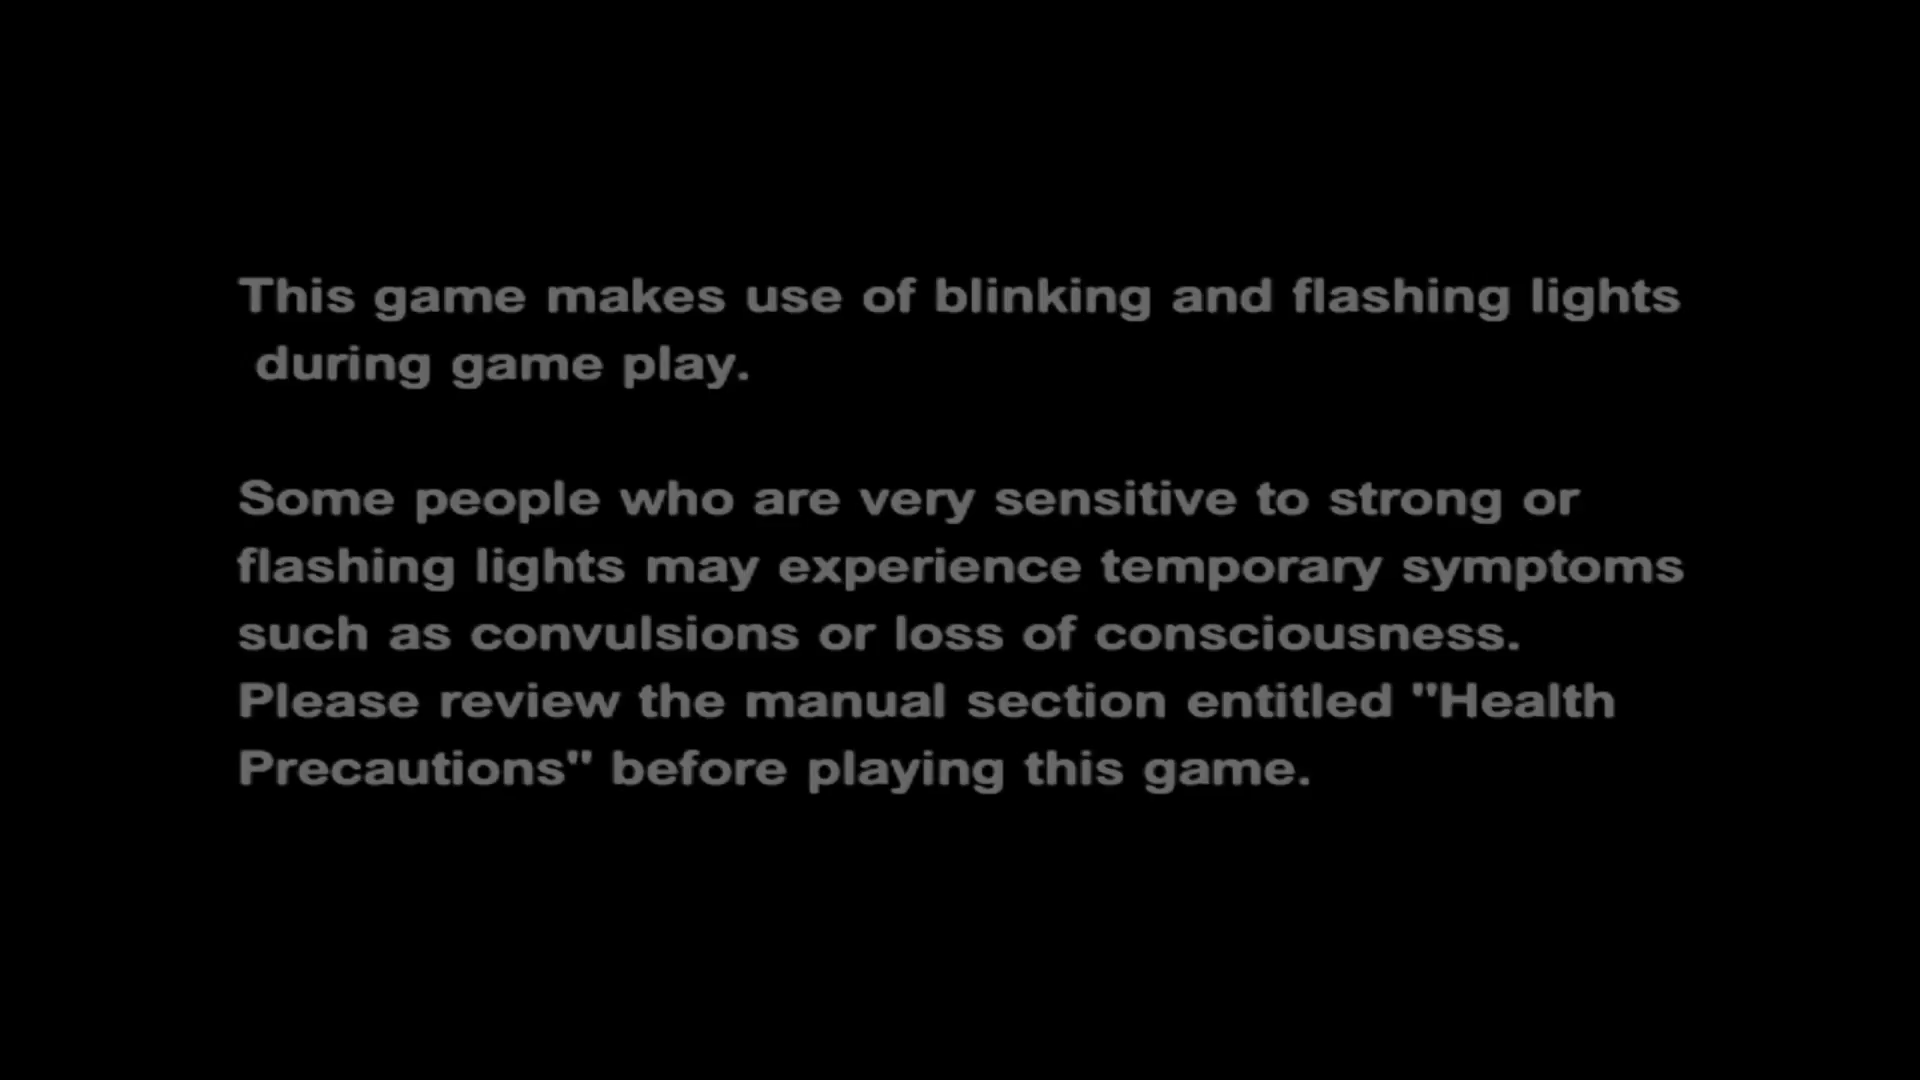 This game makes use of blinking and flashing lights
during game play.
Some people who are very sensitive to strong or
flashing lights may experience temporary symptoms
such as convulsions or loss of consciousness.
Please review the manual section entitled "Health
Precautions" before playing this game.